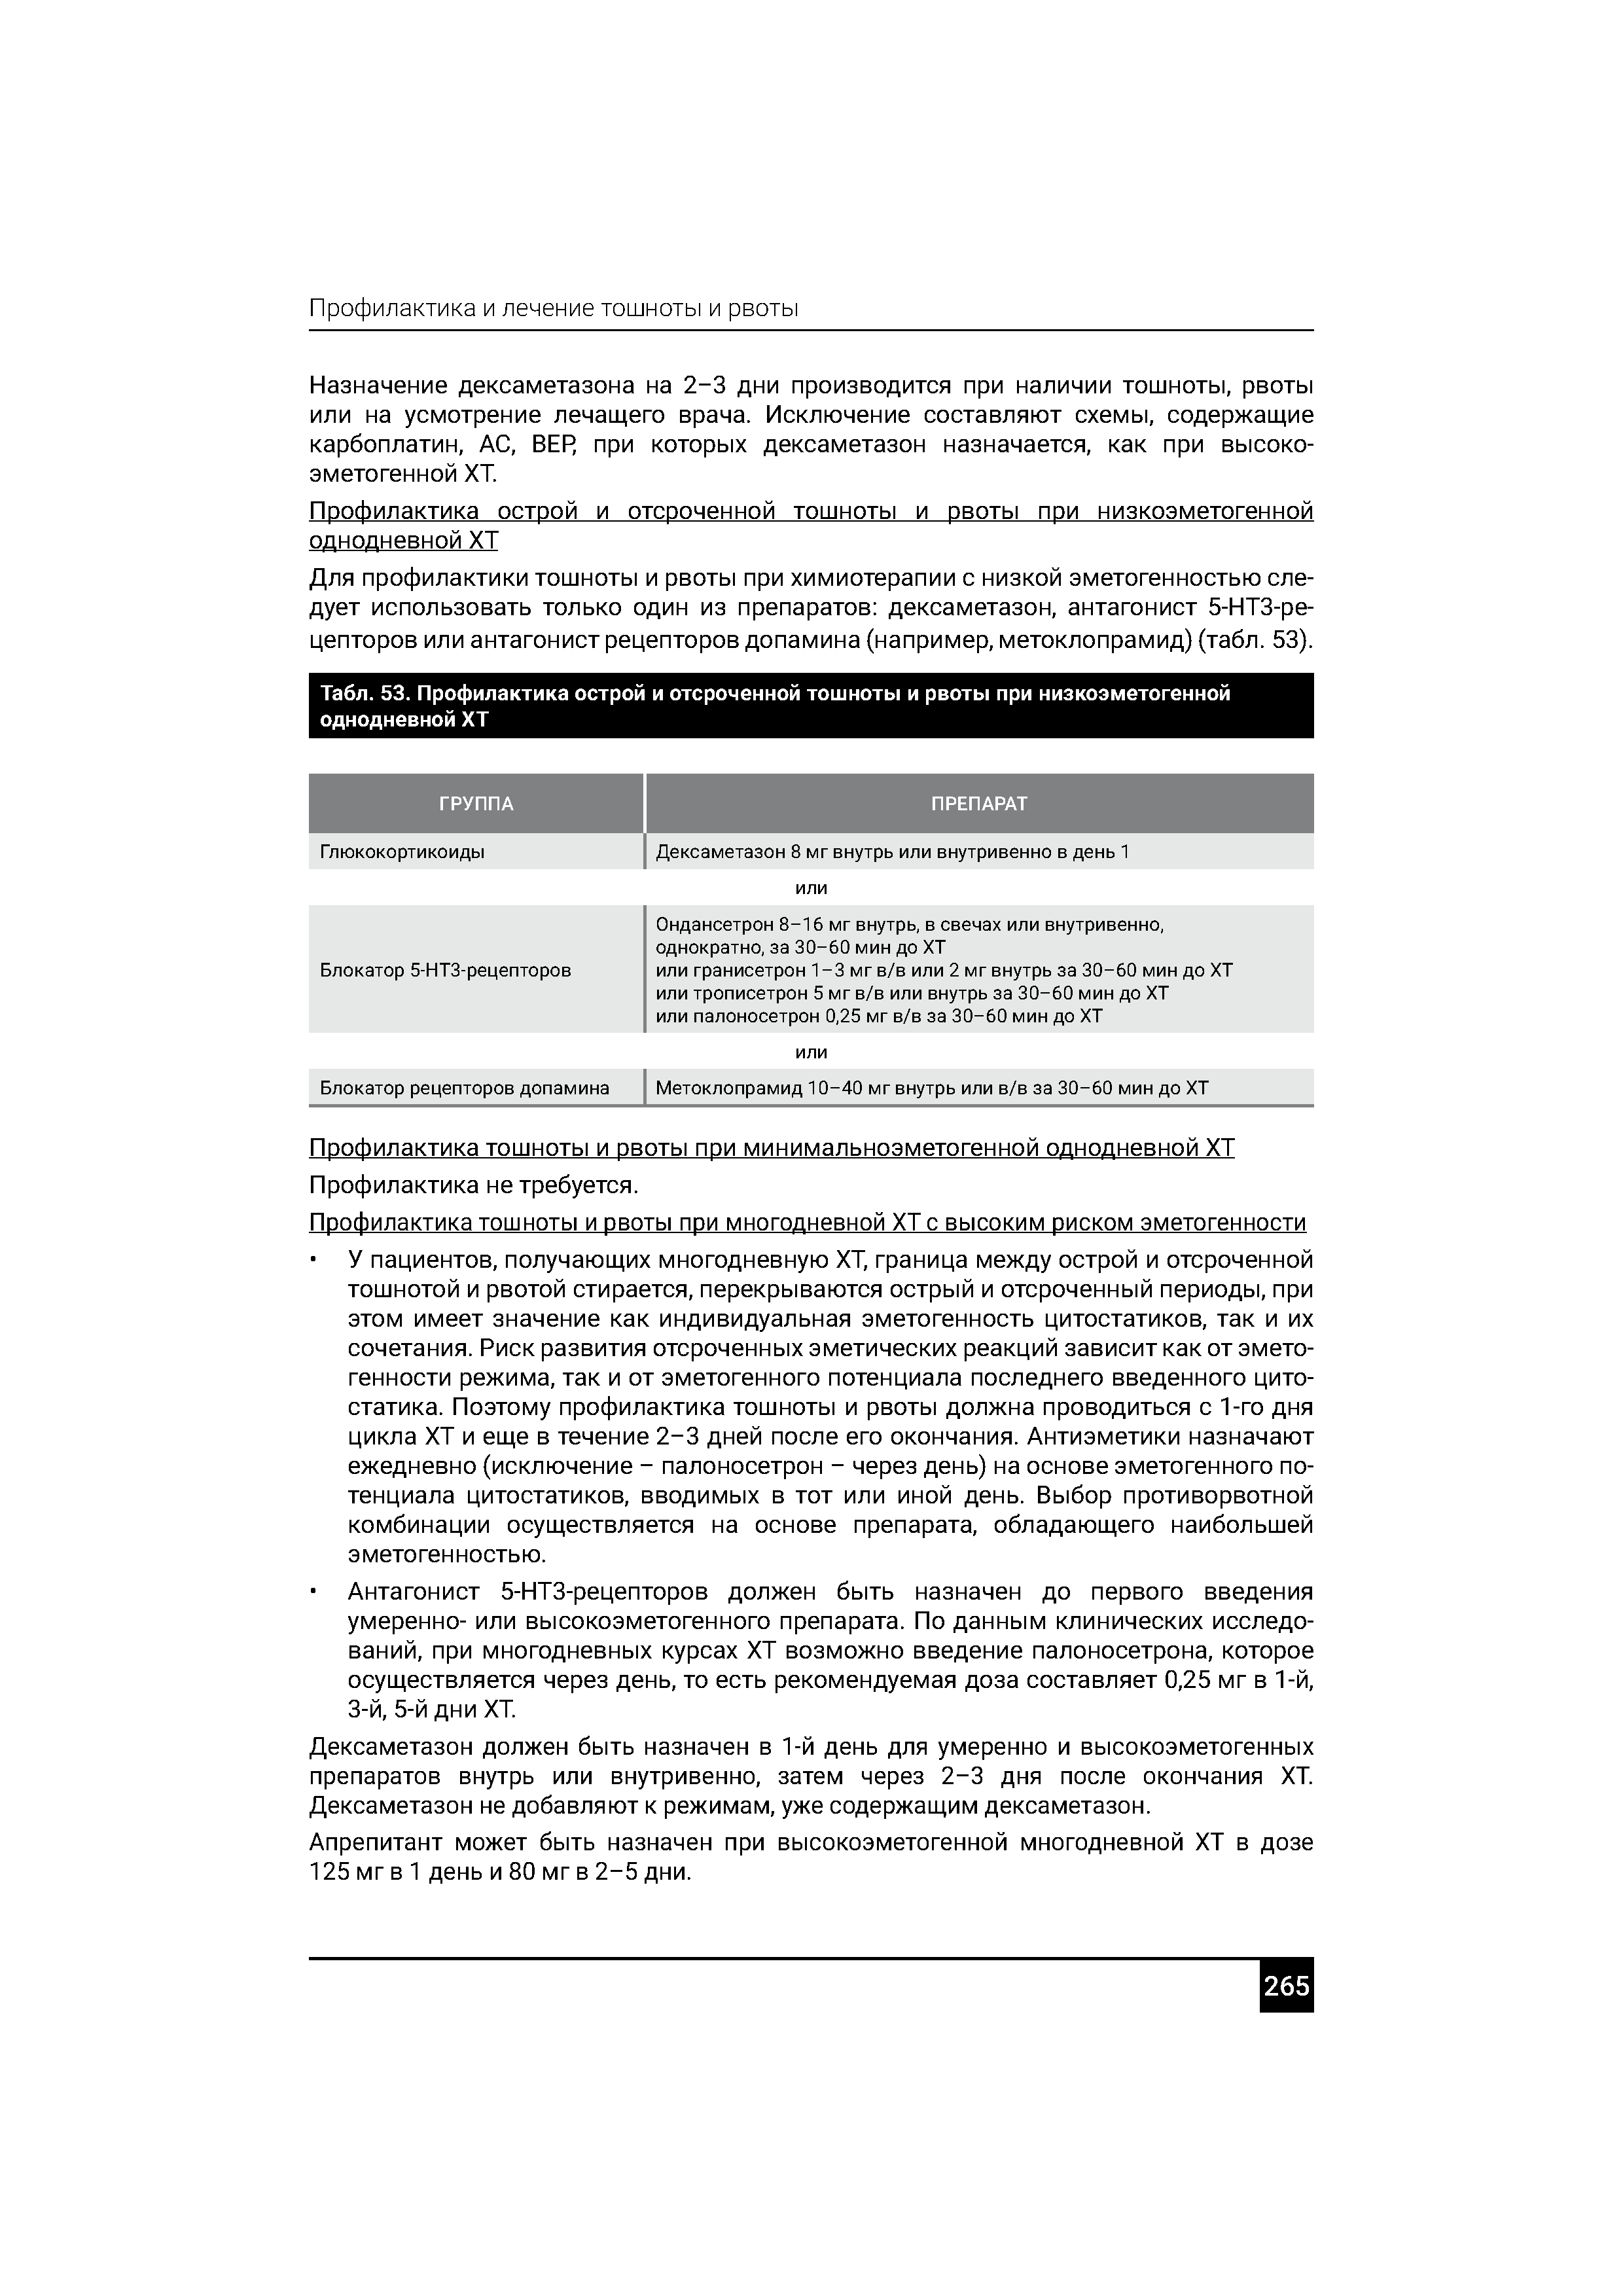 Профилактика и лечение тошноты и рвоты
Назначение дексаметазона на 2–3 дни производится при наличии тошноты, рвоты
или на усмотрение лечащего врача. Исключение составляют схемы, содержащие
карбоплатин, АС, ВЕР, при которых дексаметазон назначается, как при высоко-
эметогенной ХТ.
Профилактика острой и отсроченной тошноты и рвоты при низкоэметогенной
однодневной ХТ
Для профилактики тошноты и рвоты при химиотерапии с низкой эметогенностью сле-
дует использовать только один из препаратов: дексаметазон, антагонист 5-НТ3-ре-
цепторов или антагонист рецепторов допамина (например, метоклопрамид) (табл. 53).
Табл. 53. Профилактика острой и отсроченной тошноты и рвоты при низкоэметогенной
однодневной ХТ
ГРУППА ПРЕПАРАТ
Глюкокортикоиды Дексаметазон 8 мг внутрь или внутривенно в день 1
или
Блокатор 5-НТ3-рецепторов Ондансетрон 8–16 мг внутрь, в свечах или внутривенно,
однократно, за 30–60 мин до ХТ
или гранисетрон 1–3 мг в/в или 2 мг внутрь за 30–60 мин до ХТ
или трописетрон 5 мг в/в или внутрь за 30–60 мин до ХТ
или палоносетрон 0,25 мг в/в за 30–60 мин до ХТ
или
Блокатор рецепторов допамина Метоклопрамид 10–40 мг внутрь или в/в за 30–60 мин до ХТ
Профилактика тошноты и рвоты при минимальноэметогенной однодневной ХТ
Профилактика не требуется.
Профилактика тошноты и рвоты при многодневной ХТ с высоким риском эметогенности
• У пациентов, получающих многодневную ХТ, граница между острой и отсроченной
тошнотой и рвотой стирается, перекрываются острый и отсроченный периоды, при
этом имеет значение как индивидуальная эметогенность цитостатиков, так и их
сочетания. Риск развития отсроченных эметических реакций зависит как от эмето-
генности режима, так и от эметогенного потенциала последнего введенного цито-
статика. Поэтому профилактика тошноты и рвоты должна проводиться с 1-го дня
цикла ХТ и еще в течение 2–3 дней после его окончания. Антиэметики назначают
ежедневно (исключение – палоносетрон – через день) на основе эметогенного по-
тенциала цитостатиков, вводимых в тот или иной день. Выбор противорвотной
комбинации осуществляется на основе препарата, обладающего наибольшей
эметогенностью.
• Антагонист 5-НТ3-рецепторов должен быть назначен до первого введения
умеренно- или высокоэметогенного препарата. По данным клинических исследо-
ваний, при многодневных курсах ХТ возможно введение палоносетрона, которое
осуществляется через день, то есть рекомендуемая доза составляет 0,25 мг в 1-й,
3-й, 5-й дни ХТ.
Дексаметазон должен быть назначен в 1-й день для умеренно и высокоэметогенных
препаратов внутрь или внутривенно, затем через 2–3 дня после окончания ХТ.
Дексаметазон не добавляют к режимам, уже содержащим дексаметазон.
Апрепитант может быть назначен при высокоэметогенной многодневной ХТ в дозе
125 мг в 1 день и 80 мг в 2–5 дни.
265